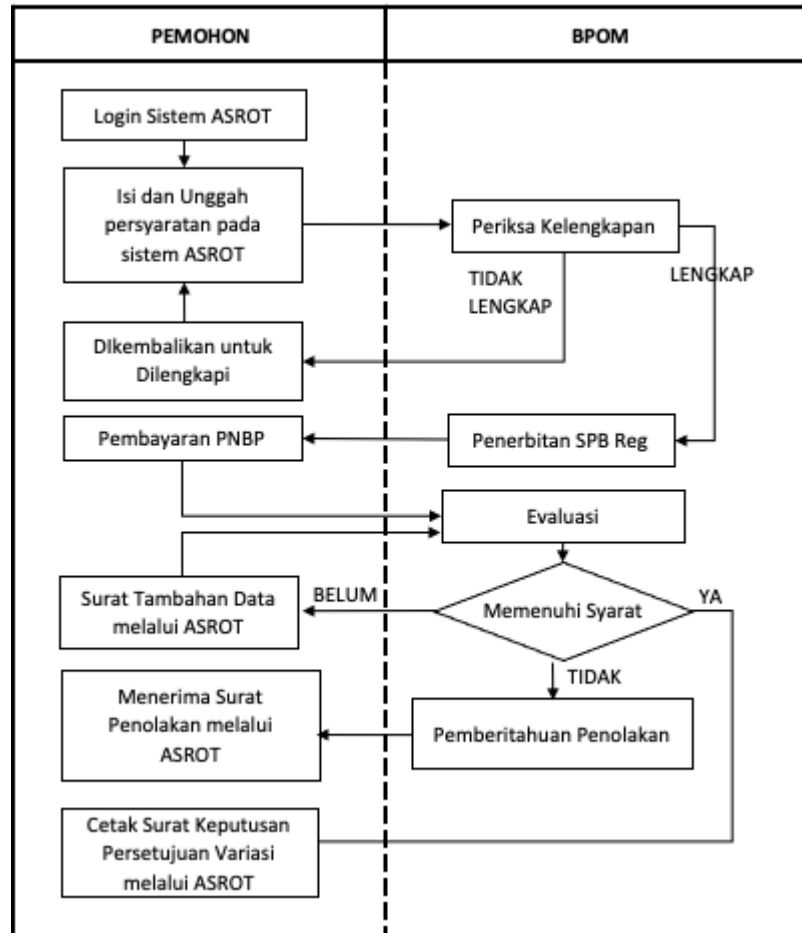 PEMOHON
BPOM
Login Sistem ASROT
Isi dan Unggah
persyaratan pada
sistem ASROT
Periksa Kelengkapan
TIDAK
LENGKAP
LENGKAP
DIkembalikan untuk
Dilengkapi
Pembayaran PNBP
Penerbitan SPB Reg
Evaluasi
Surat Tambahan Data
melalui ASROT
BELUM
Memenuhi Syarat
YA
TIDAK
Menerima Surat
Penolakan melalui
ASROT
Pemberitahuan Penolakan
Cetak Surat Keputusan
Persetujuan Variasi
melalui ASROT